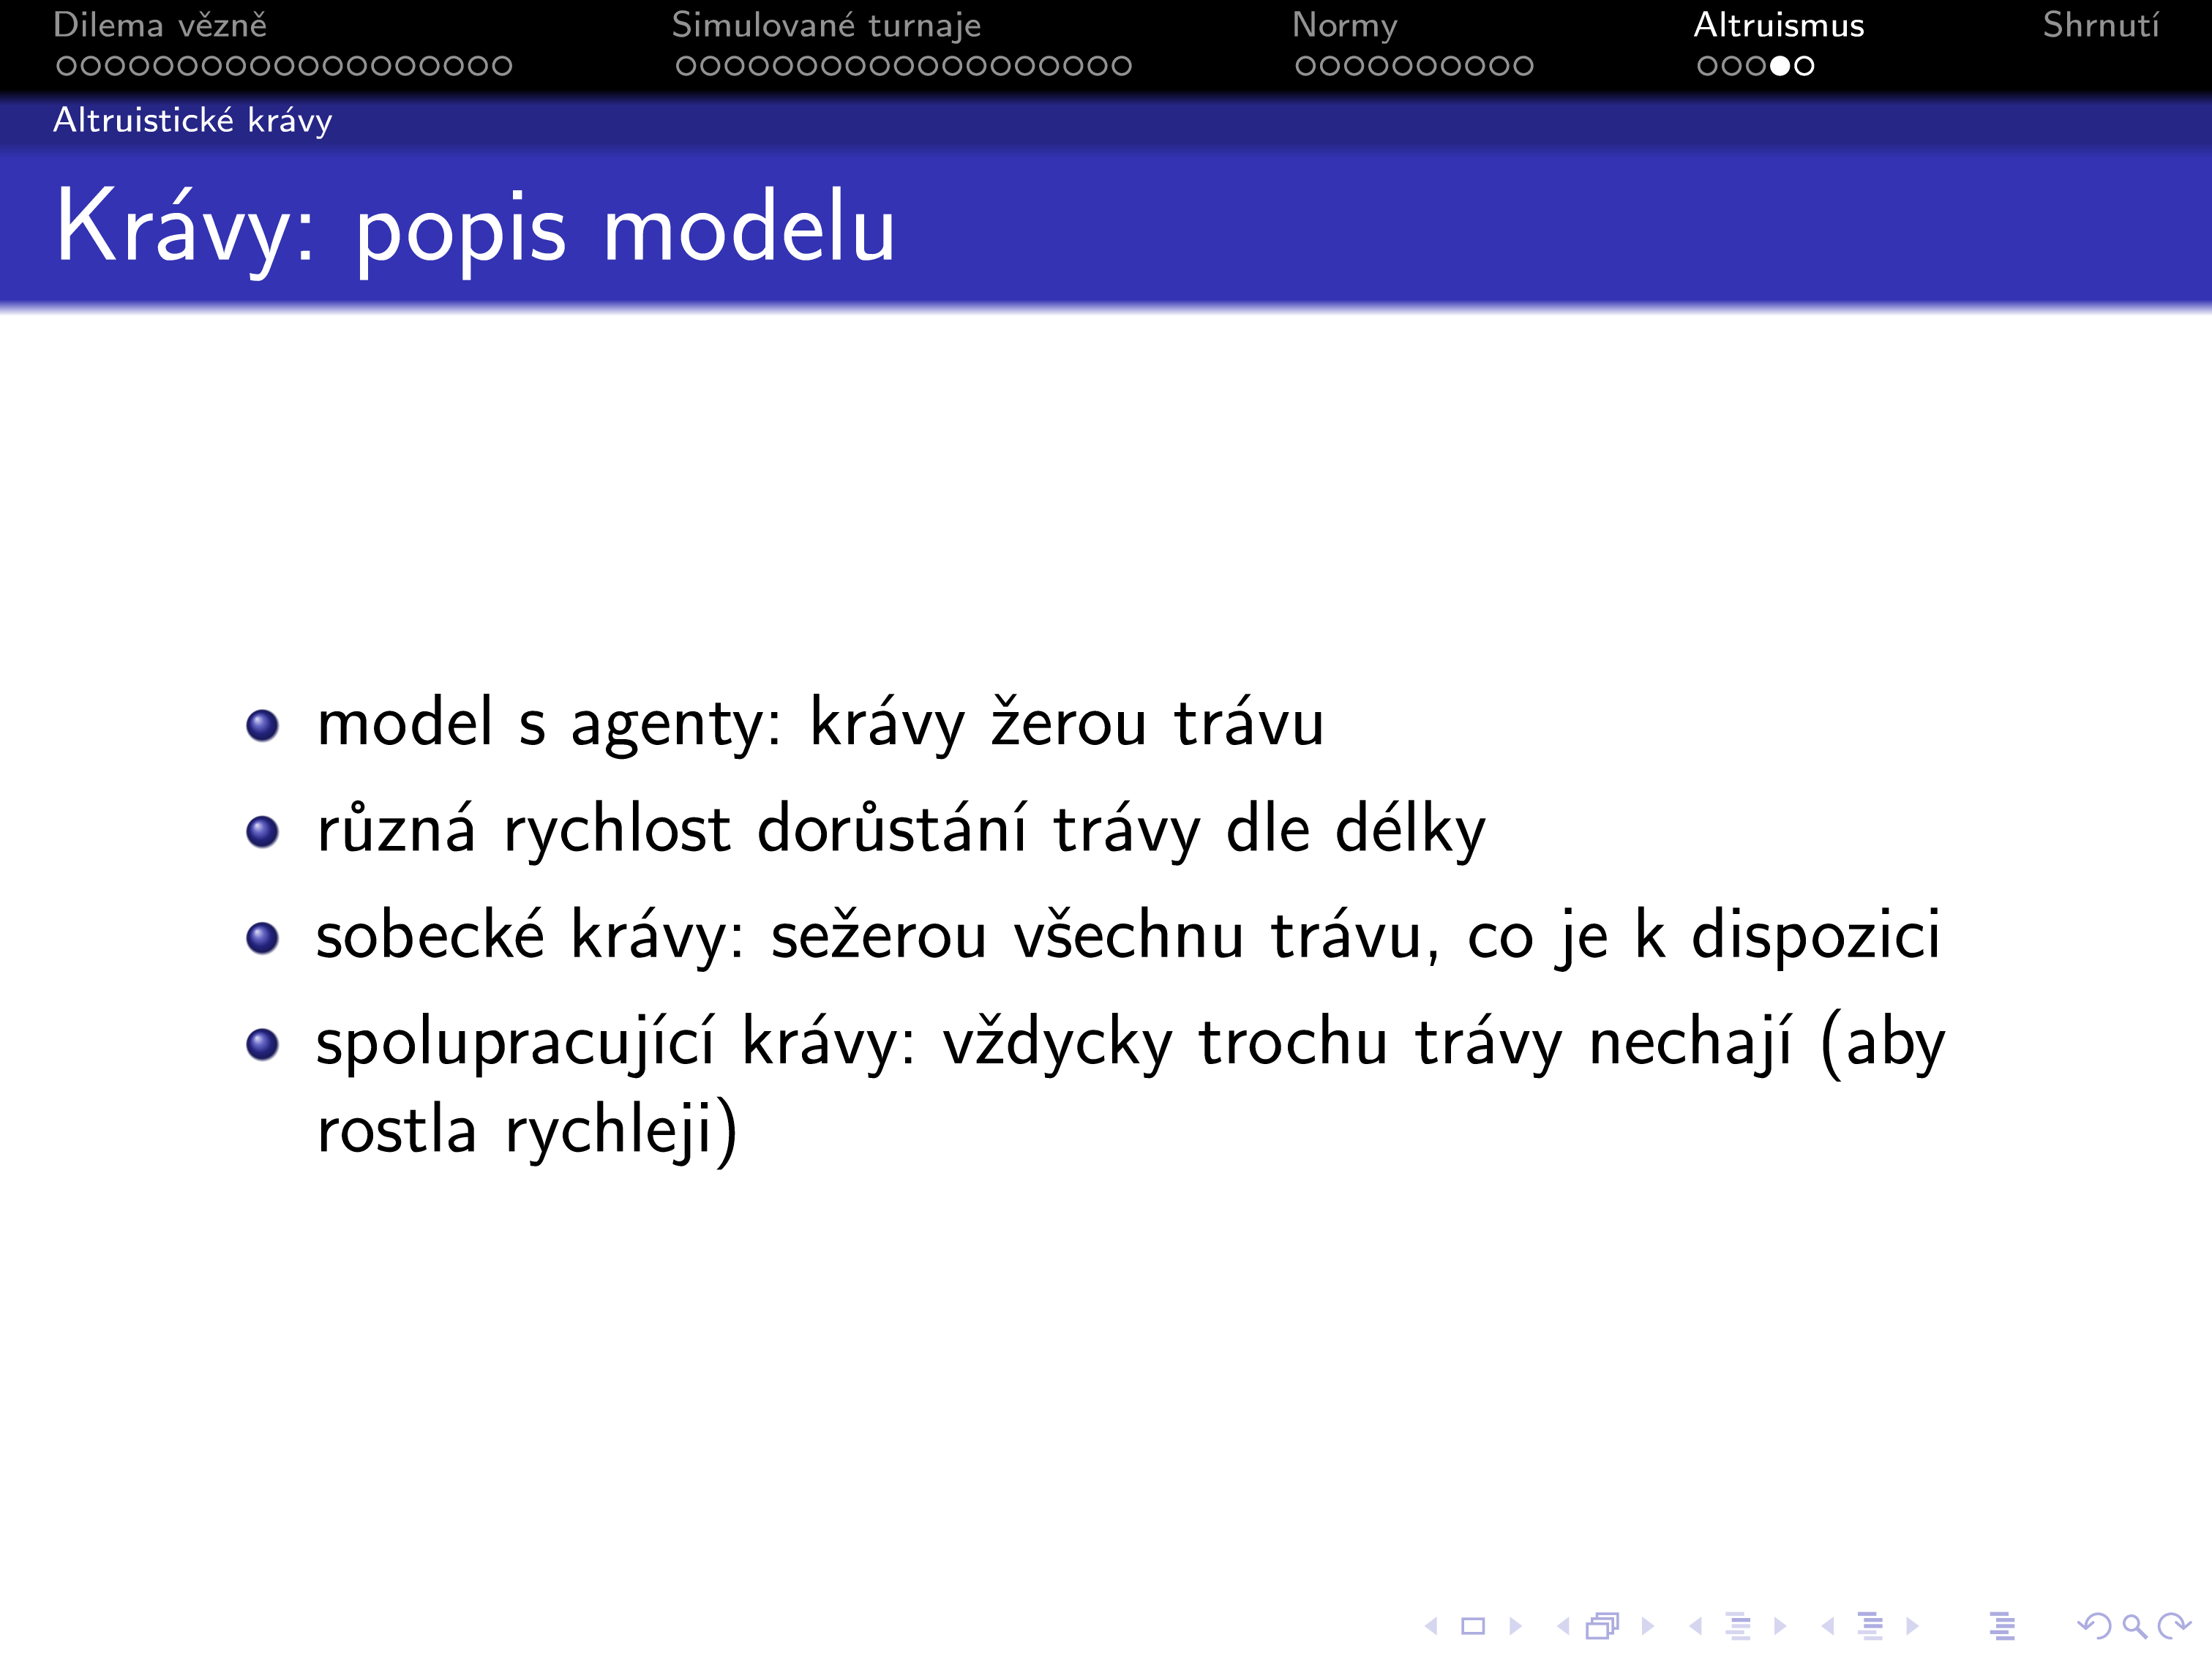 Dilema vězně Simulované turnaje Normy Altruismus Shrnutí
Altruistické krávy
Krávy: popis modelu
model s agenty: krávy žerou trávu
různá rychlost dorůstání trávy dle délky
sobecké krávy: sežerou všechnu trávu, co je k dispozici
spolupracující krávy: vždycky trochu trávy nechají (aby
rostla rychleji)